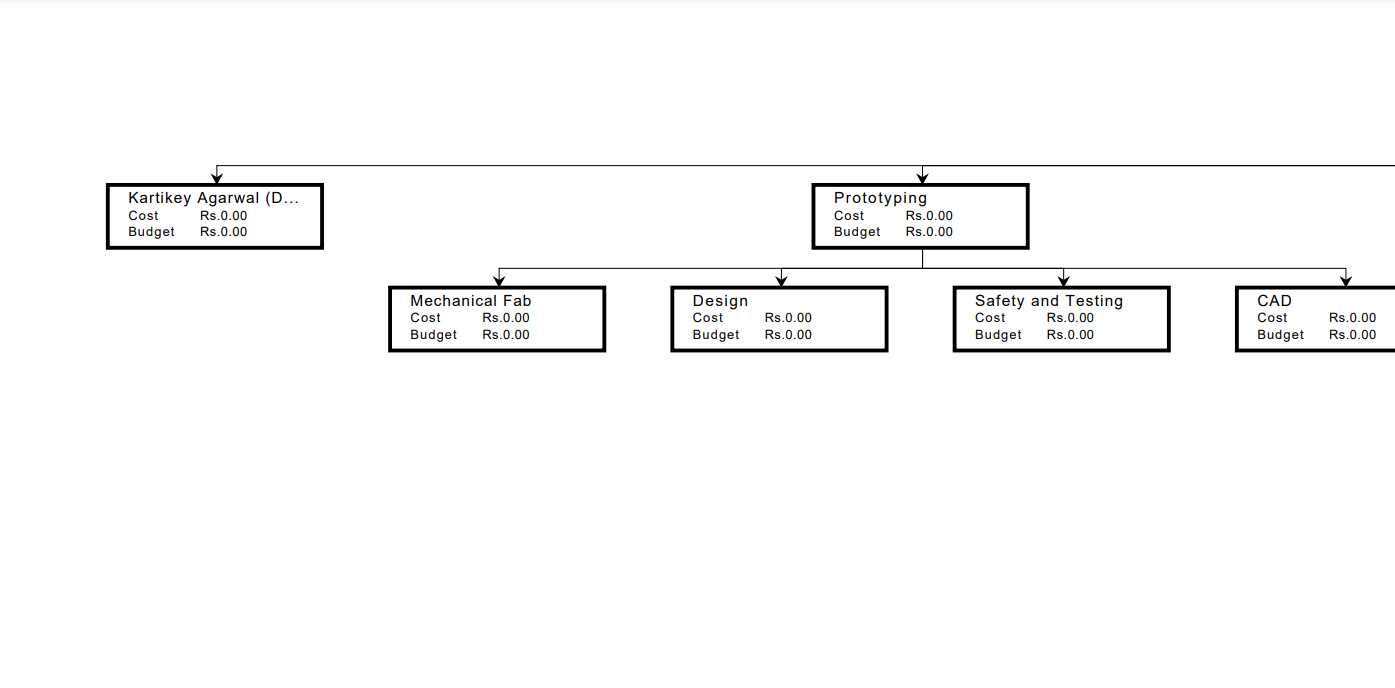 Kartikey Agarwal (D...
Cost Rs.0.00
Budget Rs.0.00
Prototyping
Cost Rs.0.00
Budget Rs.0.00
Mechanical Fab
Cost Rs.0.00
Budget Rs.0.00
Design
Cost Rs.0.00
Budget Rs.0.00
Safety and Testing
Cost Rs.0.00
Budget Rs.0.00
CAD
Cost Rs.0.00
Budget Rs.0.00